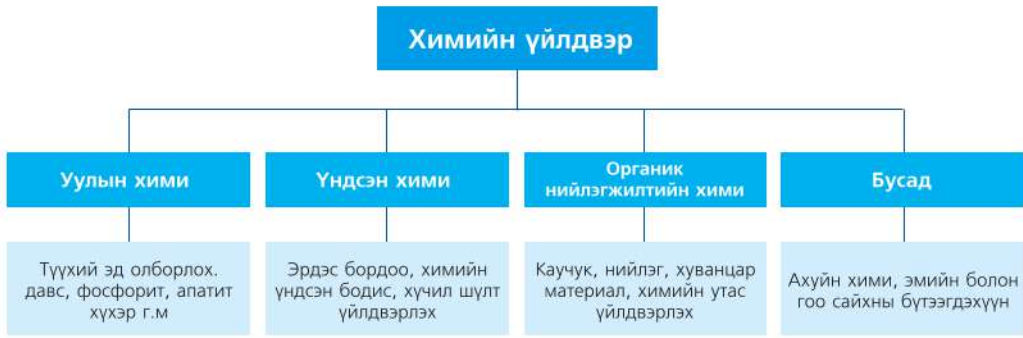 Химийн үйлдвэр
Уулын хими
Түүхий эд олборлох.
давс, фосфорит, апатит
хүхэр г.м
Үндсэн хими
Эрдэс бордоо, химийн
үндсэн бодис, хүчил шүлт
үйлдвэрлэх
Органик
нийлэгжилтийн хими
Каучук, нийлэг, хуванцар
материал, химийн утас
үйлдвэрлэх
Бусад
Ахуйн хими, эмийн болон
гоо сайхны бүтээгдэхүүн